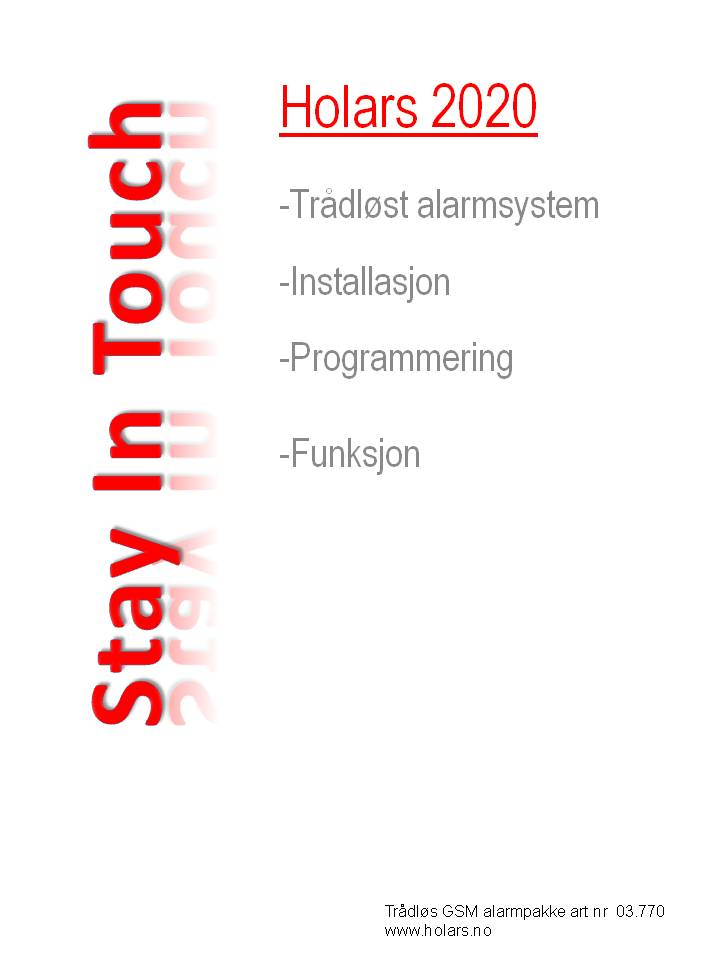 Stay In Touch
Holars 2020
-Trådløst alarmsystem
-Installasjon
-Programmering
-Funksjon
Trådløs GSM alarmpakke art nr 03.770
www.holars.no